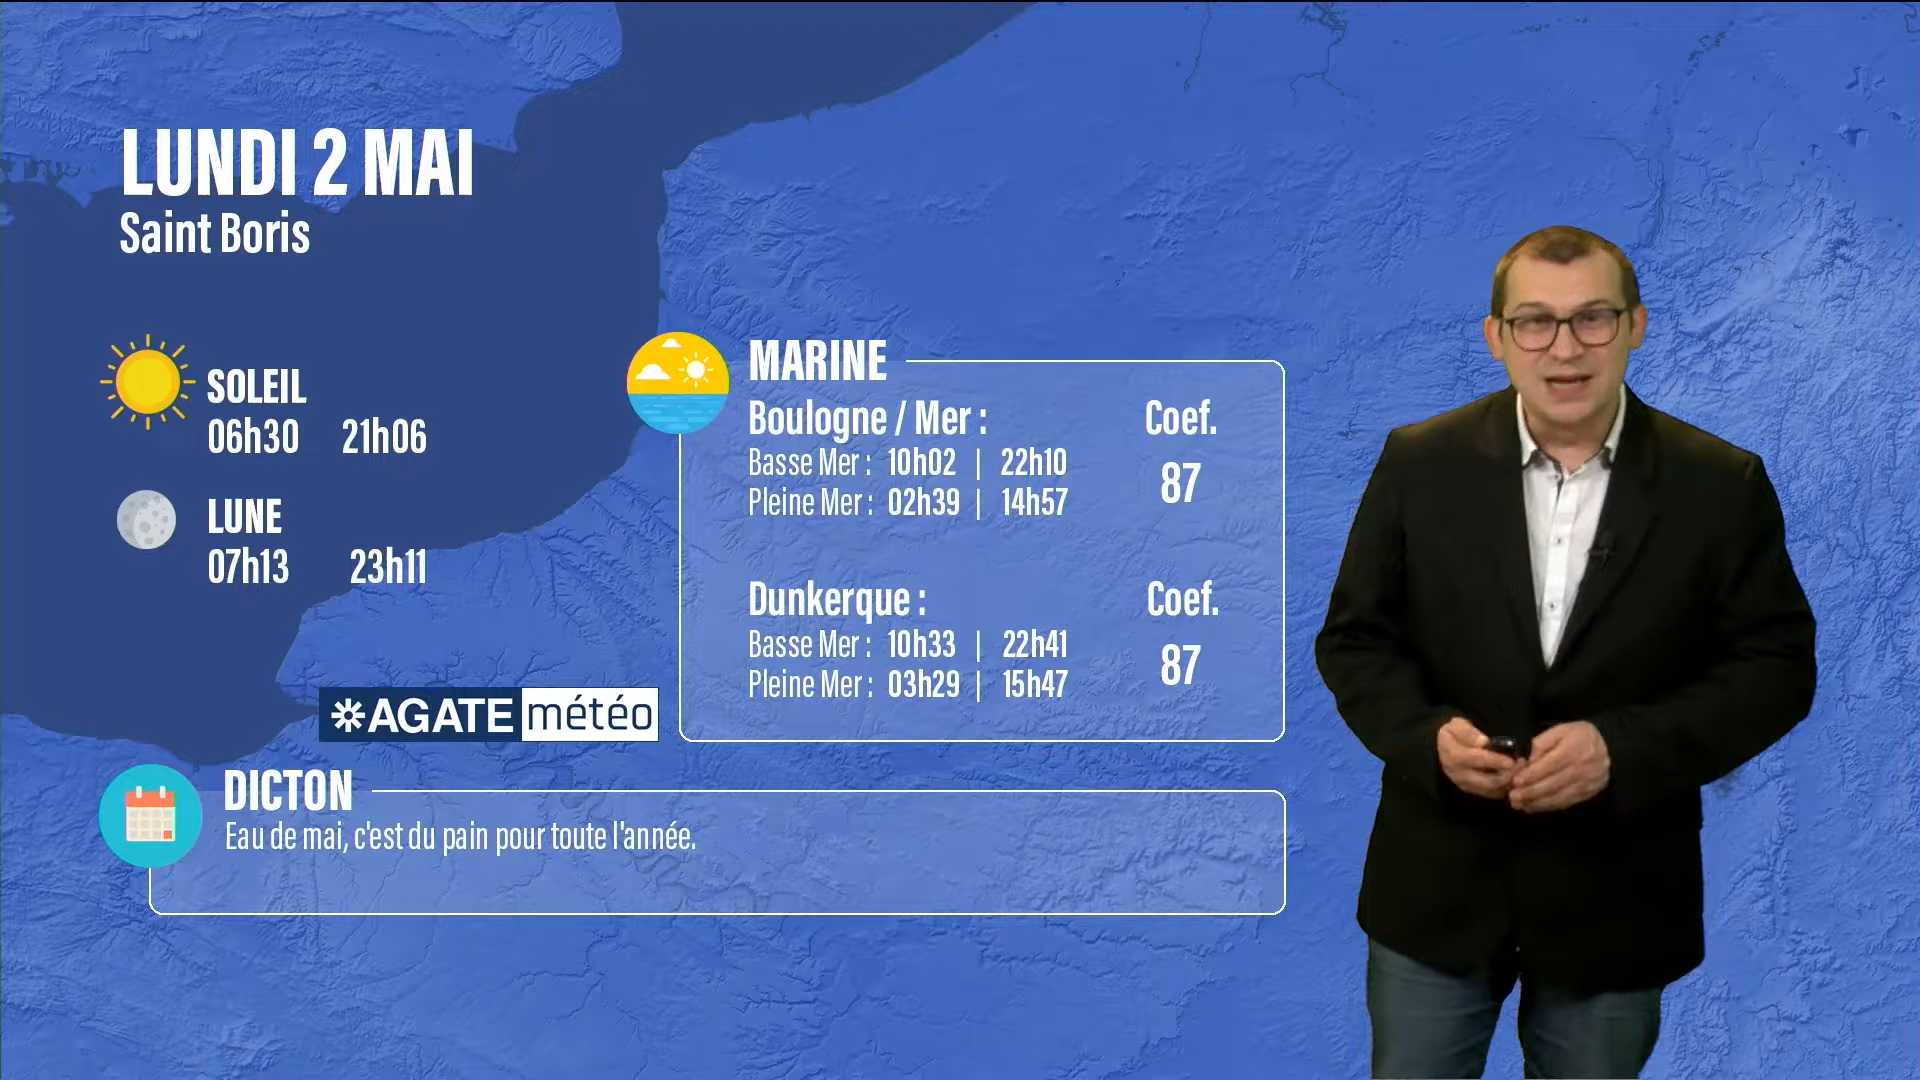 LUNDI 2 MAI
Saint Boris
SOLEIL
06h30 21h06
LUNE
07h13 23h11
MARINE
Boulogne / Mer : Coef.
Basse Mer : 10h02 | 22h10
87
Pleine Mer : 02h39 | 14h57
Dunkerque : Coef.
Basse Mer : 10h33 | 22h41
87
Pleine Mer : 03h29 | 15h47
AGATE météo
DICTON
Eau de mai, c'est du pain pour toute l'année.